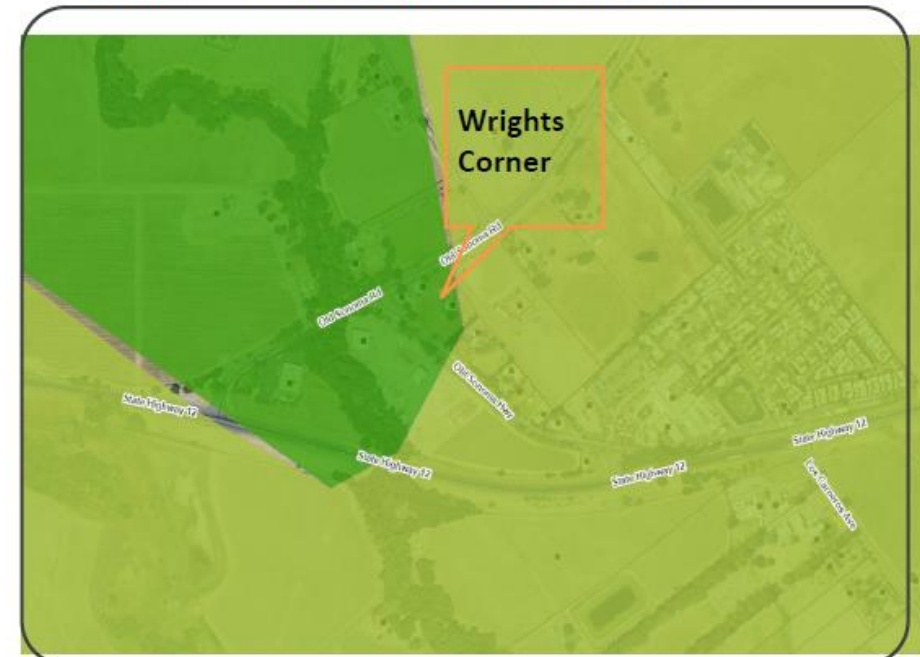 Wrights
Corner
Old Sonoma Rd
Old Sonoma Rd
Old Sonoma Hwy
State Highway 12
State Highway 12
State Highway 12
State Highway 12
Los Carneros Ave